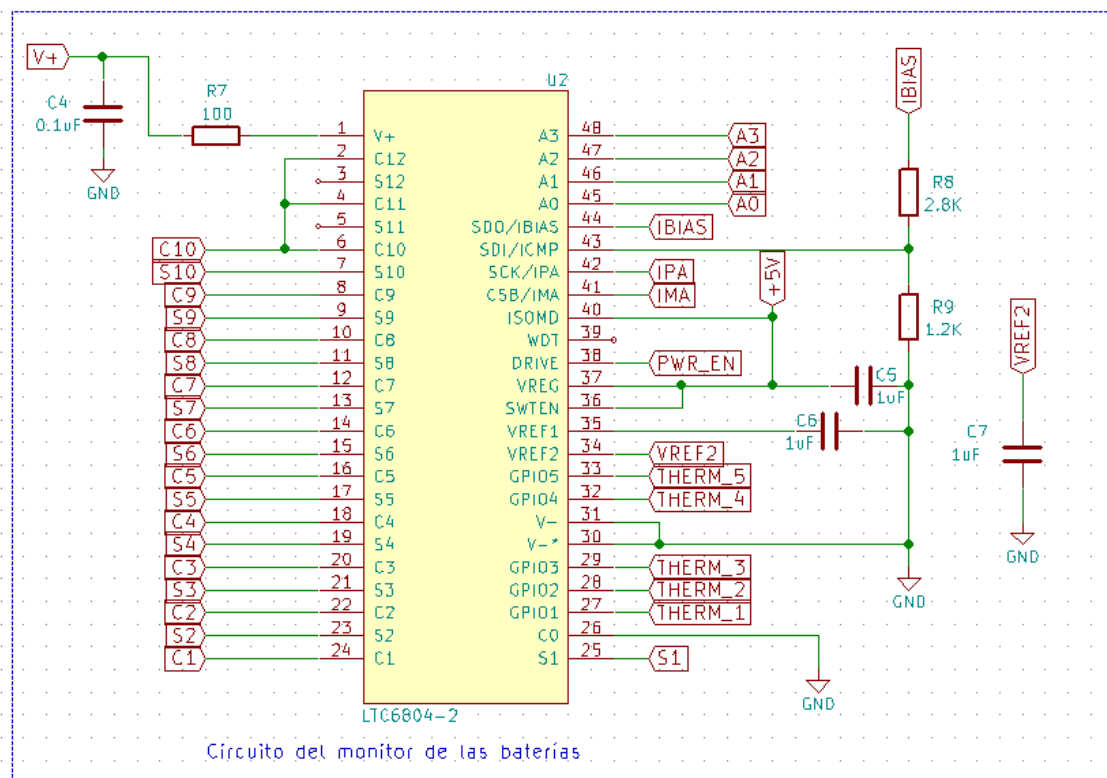 V+
C4
0.1uF
GND
R7
100
U2
1 V+
2 C12
3 S12
4 C11
5 S11
C10 6 C10
S10 7 S10
C9 8 C9
S9 9 S9
C8 10 C8
S8 11 S8
C7 12 C7
S7 13 S7
C6 14 C6
S6 15 S6
C5 16 C5
S5 17 S5
C4 18 C4
S4 19 S4
C3 20 C3
S3 21 S3
C2 22 C2
S2 23 S2
C1 24 C1
A3 48 A3
A2 47 A2
A1 46 A1
A0 45 A0
SDO/IBIAS 44 IBIAS
SDI/ICMP 43
SCK/IPA 42 IPA
CSB/IMA 41 IMA
ISOMD 40
WDT 39
DRIVE 38 PWR_EN
VREG 37
SWTEN 36
VREF1 35
VREF2 34 VREF2
GPIO5 33 THERM_5
GPIO4 32 THERM_4
V- 31
V-* 30
GPIO3 29 THERM_3
GPIO2 28 THERM_2
GPIO1 27 THERM_1
C0 26
S1 25 S1
LTC6804-2
+5V
IBIAS
R8
2.8K
R9
1.2K
C5
1uF
C6
1uF
GND
GND
VREF2
C7
1uF
GND
Círcuito del monitor de las baterías